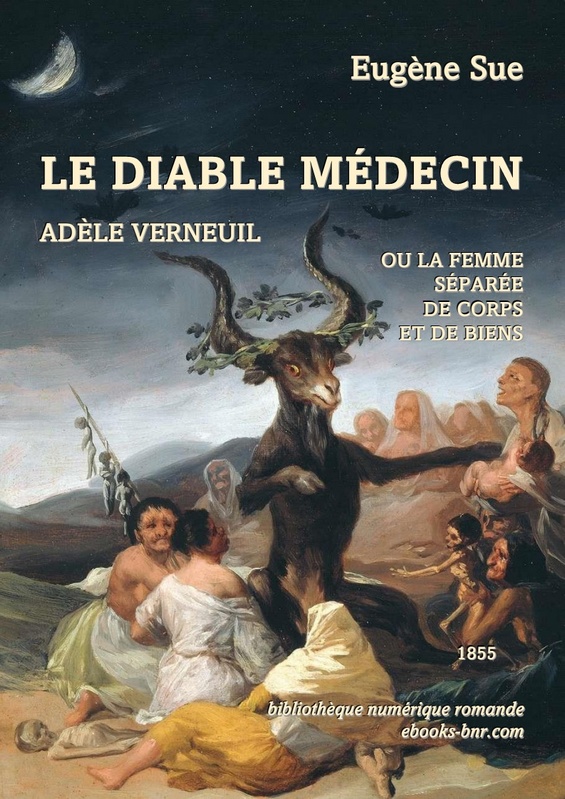 Eugène Sue
LE DIABLE MÉDECIN
ADÈLE VERNEUIL
OU LA FEMME
SÉPARÉE
DE CORPS
ET DE BIENS
1855
bibliothèque numérique romande
ebooks-bnr.com